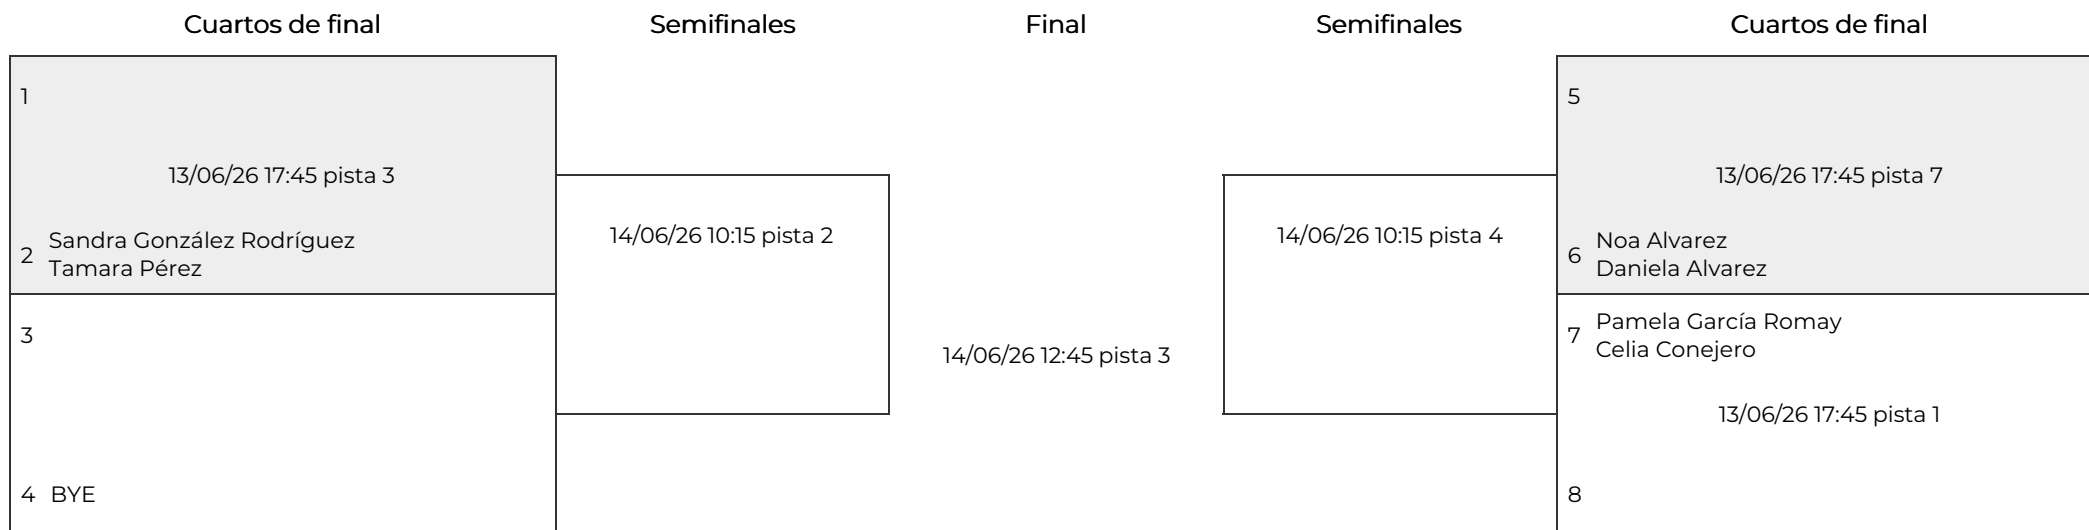 Cuartos de final
Semifinales
Final
Semifinales
Cuartos de final
1
13/06/26 17:45 pista 3
2 Sandra González Rodríguez
Tamara Pérez
3
4 BYE
14/06/26 10:15 pista 2
14/06/26 12:45 pista 3
14/06/26 10:15 pista 4
5
13/06/26 17:45 pista 7
6 Noa Alvarez
Daniela Alvarez
7 Pamela García Romay
Celia Conejero
13/06/26 17:45 pista 1
8